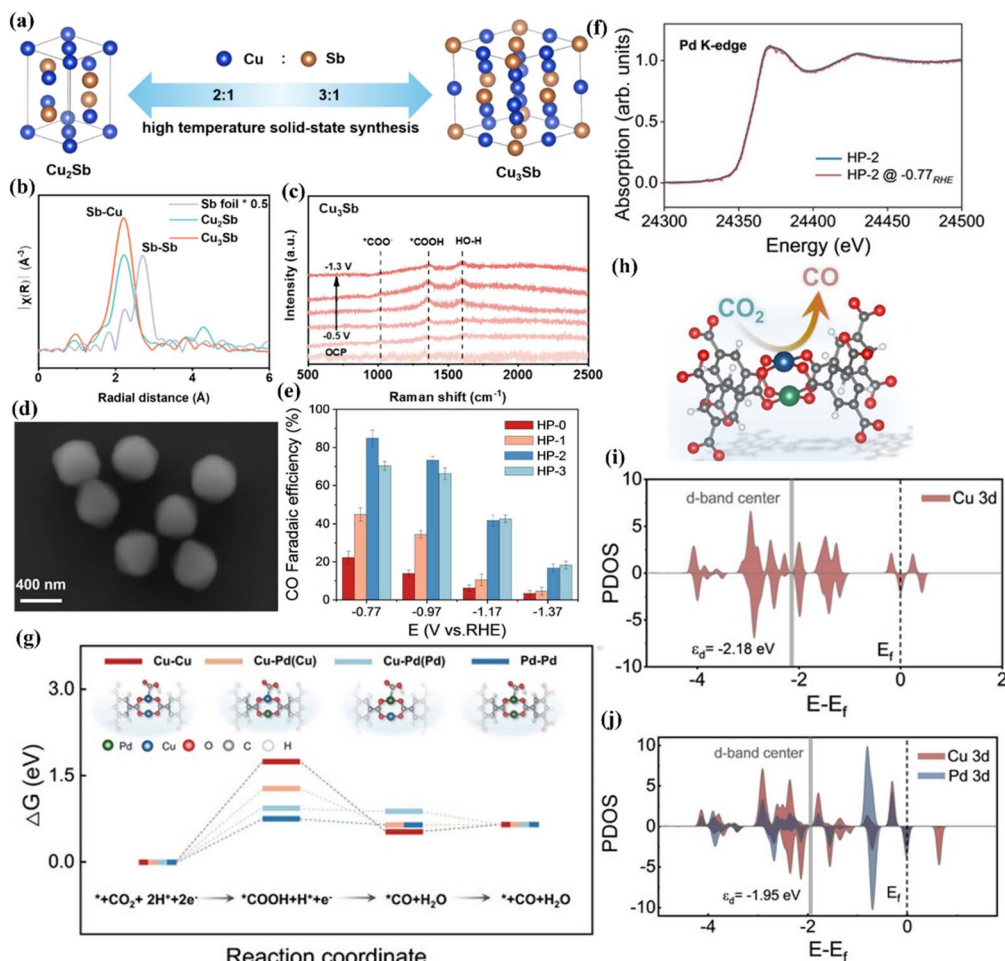 (a)
Cu : Sb
2:1 3:1
high temperature solid-state synthesis
Cu₂Sb
Cu₃Sb
(b)
|χ(R)| (Å⁻³)
Sb-Cu
Sb foil * 0.5
Cu₂Sb
Cu₃Sb
Sb-Sb
0 2 4 6
Radial distance (Å)
(c)
Intensity (a.u.)
Cu₃Sb
*COO⁻ *COOH HO-H
-1.3 V
-0.5 V
OCP
500 1000 1500 2000 2500
Raman shift (cm⁻¹)
(d)
400 nm
(e)
CO Faradaic efficiency (%)
100
80
60
40
20
0
HP-0
HP-1
HP-2
HP-3
-0.77 -0.97 -1.17 -1.37
E (V vs.RHE)
(f)
Absorption (arb. units)
1.0
0.5
0.0
Pd K-edge
HP-2
HP-2 @ -0.77RHE
24300 24350 24400 24450 24500
Energy (eV)
(g)
Cu-Cu Cu-Pd(Cu) Cu-Pd(Pd) Pd-Pd
Pd Cu O C H
ΔG (eV)
3.0
1.5
0.0
*+CO₂+ 2H⁺+2e⁻ *COOH+H⁺+e⁻ *CO+H₂O *+CO+H₂O
Reaction coordinate
(h)
CO₂
CO
(i)
PDOS
10
5
0
-5
-10
d-band center
Cu 3d
εd= -2.18 eV
Ef
-4 -2 0 2
E-Ef
(j)
PDOS
10
5
0
-5
-10
d-band center
Cu 3d
Pd 3d
εd= -1.95 eV
Ef
-4 -2 0 2
E-Ef